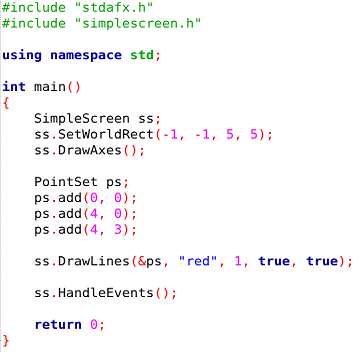 #include "stdafx.h"
#include "simplescreen.h"

using namespace std;

int main()
{
    SimpleScreen ss;
    ss.SetWorldRect(-1, -1, 5, 5);
    ss.DrawAxes();

    PointSet ps;
    ps.add(0, 0);
    ps.add(4, 0);
    ps.add(4, 3);

    ss.DrawLines(&ps, "red", 1, true, true);

    ss.HandleEvents();

    return 0;
}